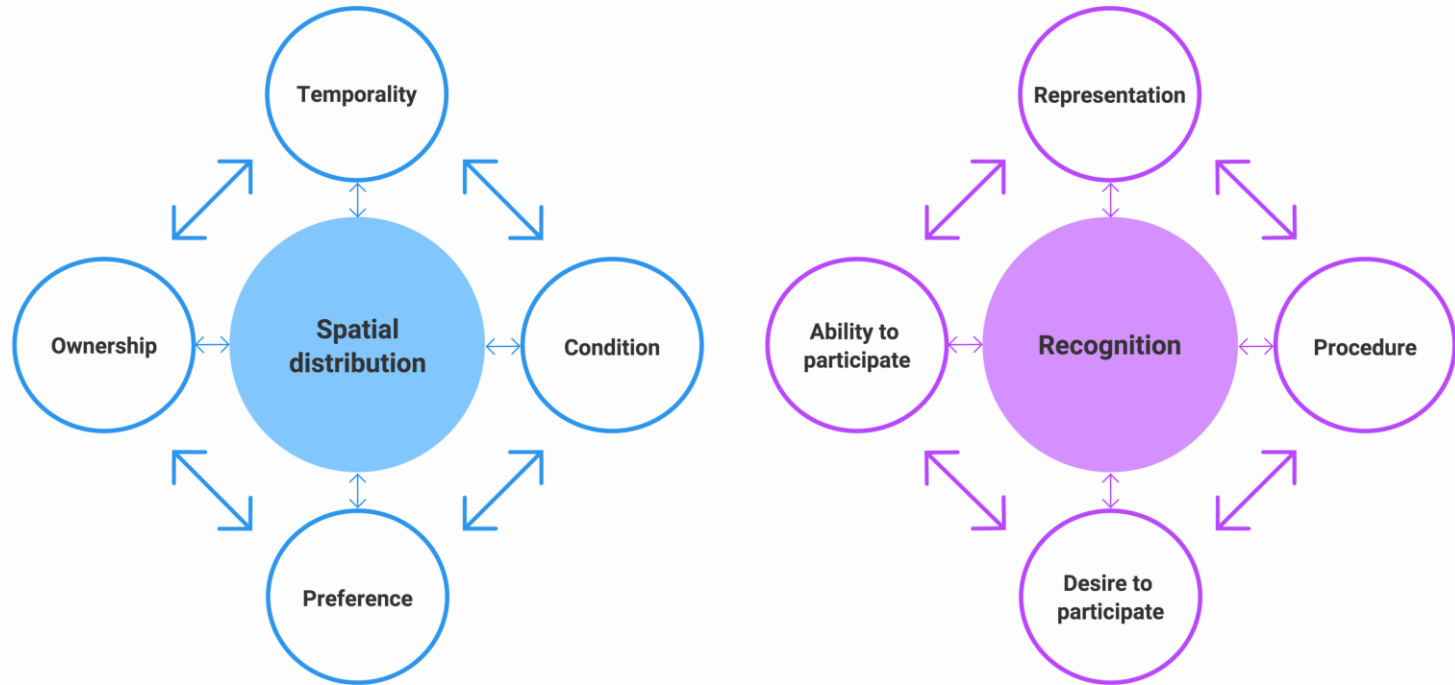 Temporality
Ownership
Spatial
distribution
Condition
Preference
Representation
Ability to
participate
Recognition
Procedure
Desire to
participate